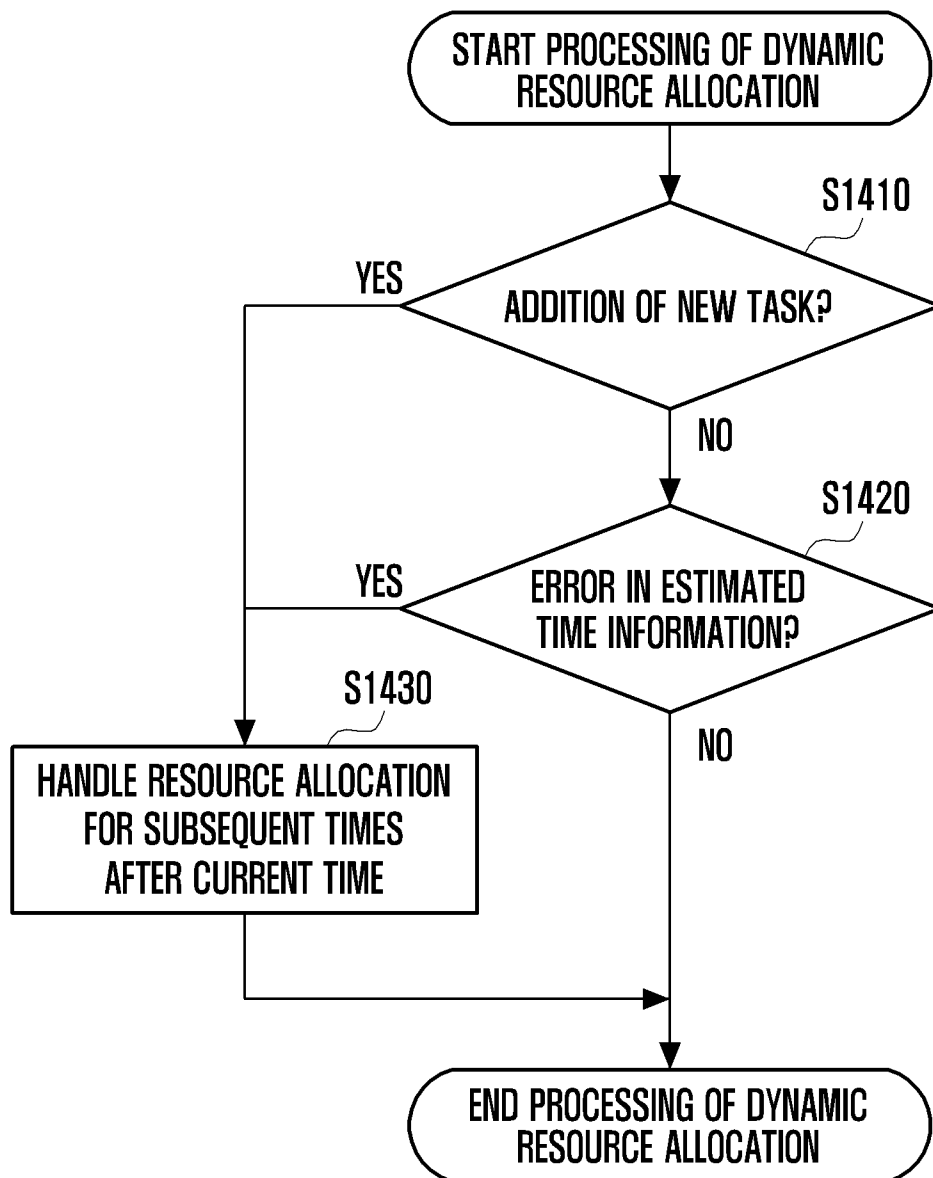 START PROCESSING OF DYNAMIC
RESOURCE ALLOCATION
S1410
YES
ADDITION OF NEW TASK?
NO
S1420
YES
ERROR IN ESTIMATED
TIME INFORMATION?
S1430
NO
HANDLE RESOURCE ALLOCATION
FOR SUBSEQUENT TIMES
AFTER CURRENT TIME
END PROCESSING OF DYNAMIC
RESOURCE ALLOCATION